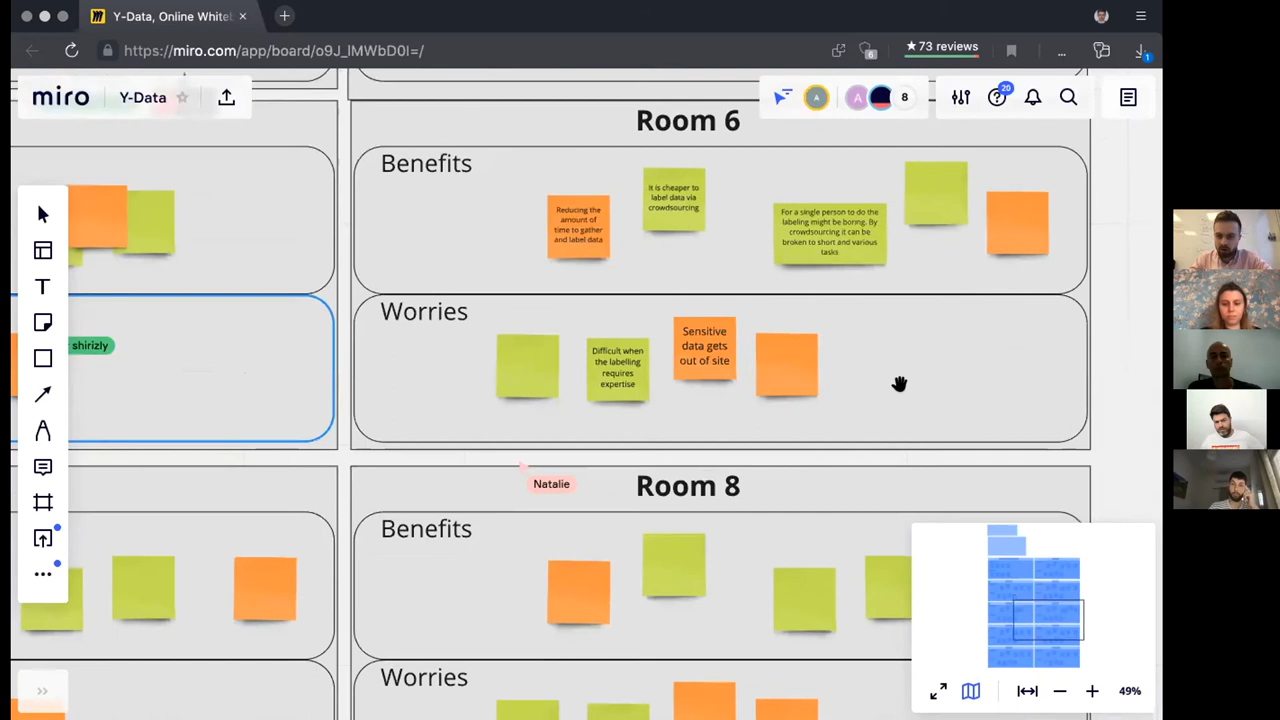 Y-Data, Online Whiteb
https://miro.com/app/board/o9J_lMWbD0I=/
★73 reviews
6
...
1
miro
Y-Data
A
A
8
20
Room 6
Benefits
Reducing the
amount of
time to gather
and label data
It is cheaper to
label data via
crowdsourcing
For a single person to do the
labeling might be boring. By
crowdsourcing it can be
broken to short and various
tasks
Worries
Difficult when
the labelling
requires
expertise
Sensitive
data gets
out of site
shirizly
T
Natalie
Room 8
Benefits
Worries
49%